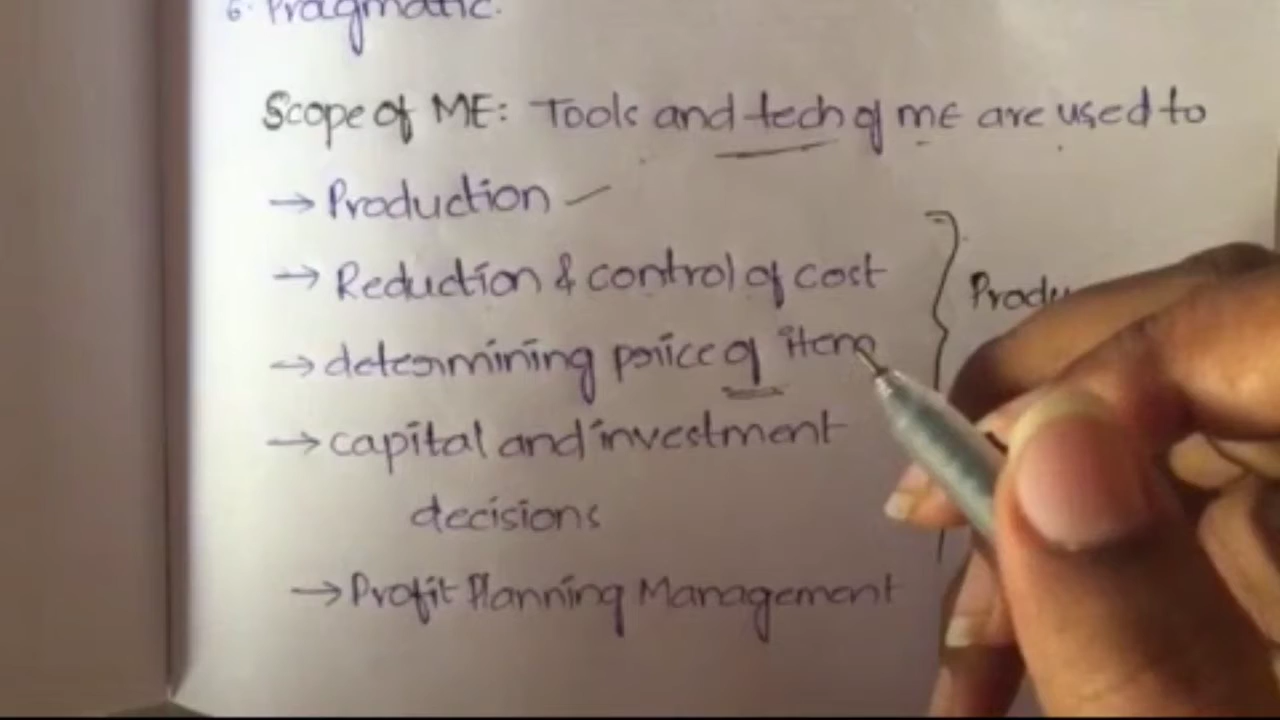 6. Pragmatic.
Scope of ME: Tools and tech of ME are used to
→ Production
→ Reduction & control of cost
→ determining price of item
→ capital and investment
decisions
→ Profit Planning Management